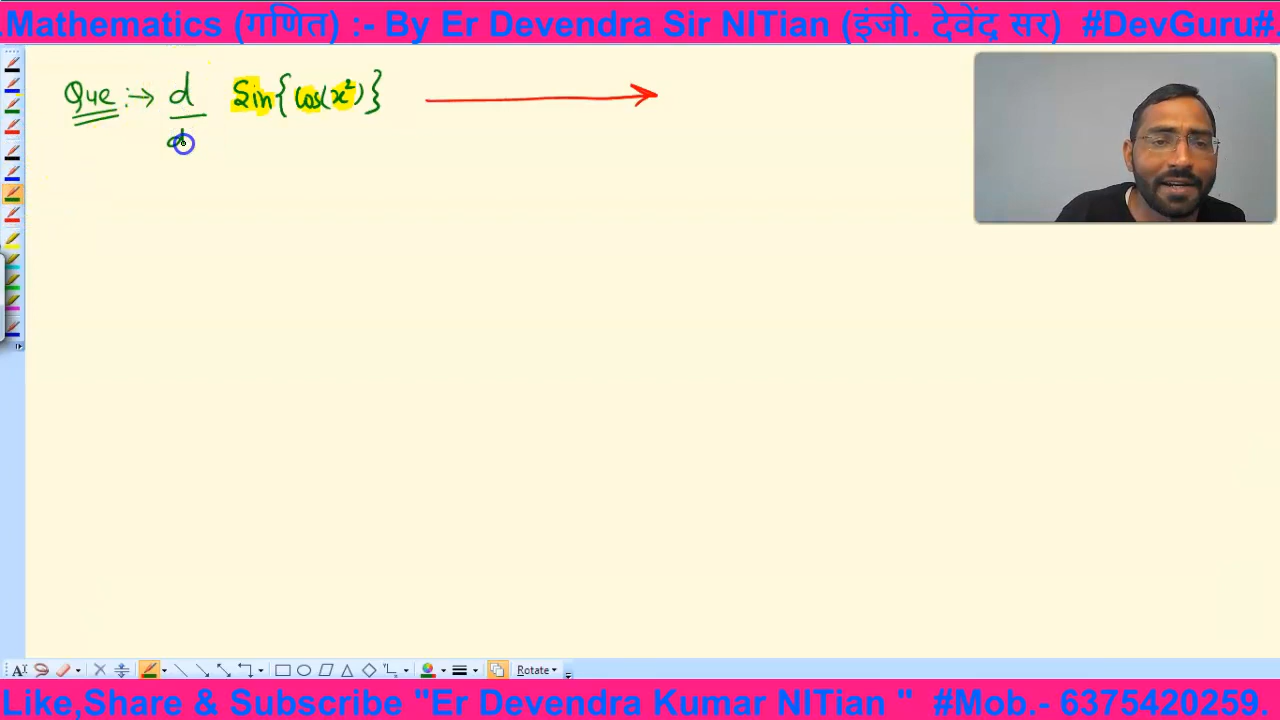 .Mathematics (गणित) :- By Er Devendra Sir NITian (इंजी. देवेंद्र सर) #DevGuru#.
Que :→ d/d Sin{cos(x²)}
Rotate
Like,Share & Subscribe "Er Devendra Kumar NITian " #Mob.- 6375420259.